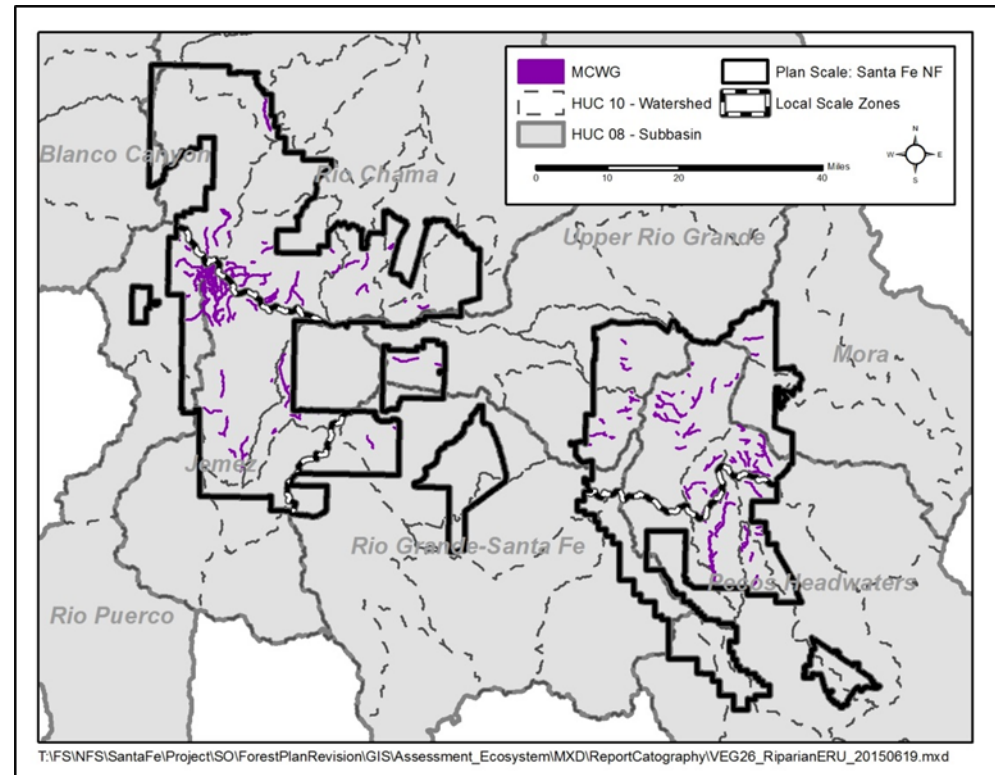 MCWG
Plan Scale: Santa Fe NF
HUC 10 - Watershed
Local Scale Zones
HUC 08 - Subbasin
N
W E
S
Miles
0 10 20 40
Blanco Canyon
Rio Chama
Upper Rio Grande
Mora
Jemez
Rio Grande-Santa Fe
Pecos Headwaters
Rio Puerco
T:\FS\NFS\SantaFe\Project\SO\ForestPlanRevision\GIS\Assessment_Ecosystem\MXD\ReportCatography\VEG26_RiparianERU_20150619.mxd